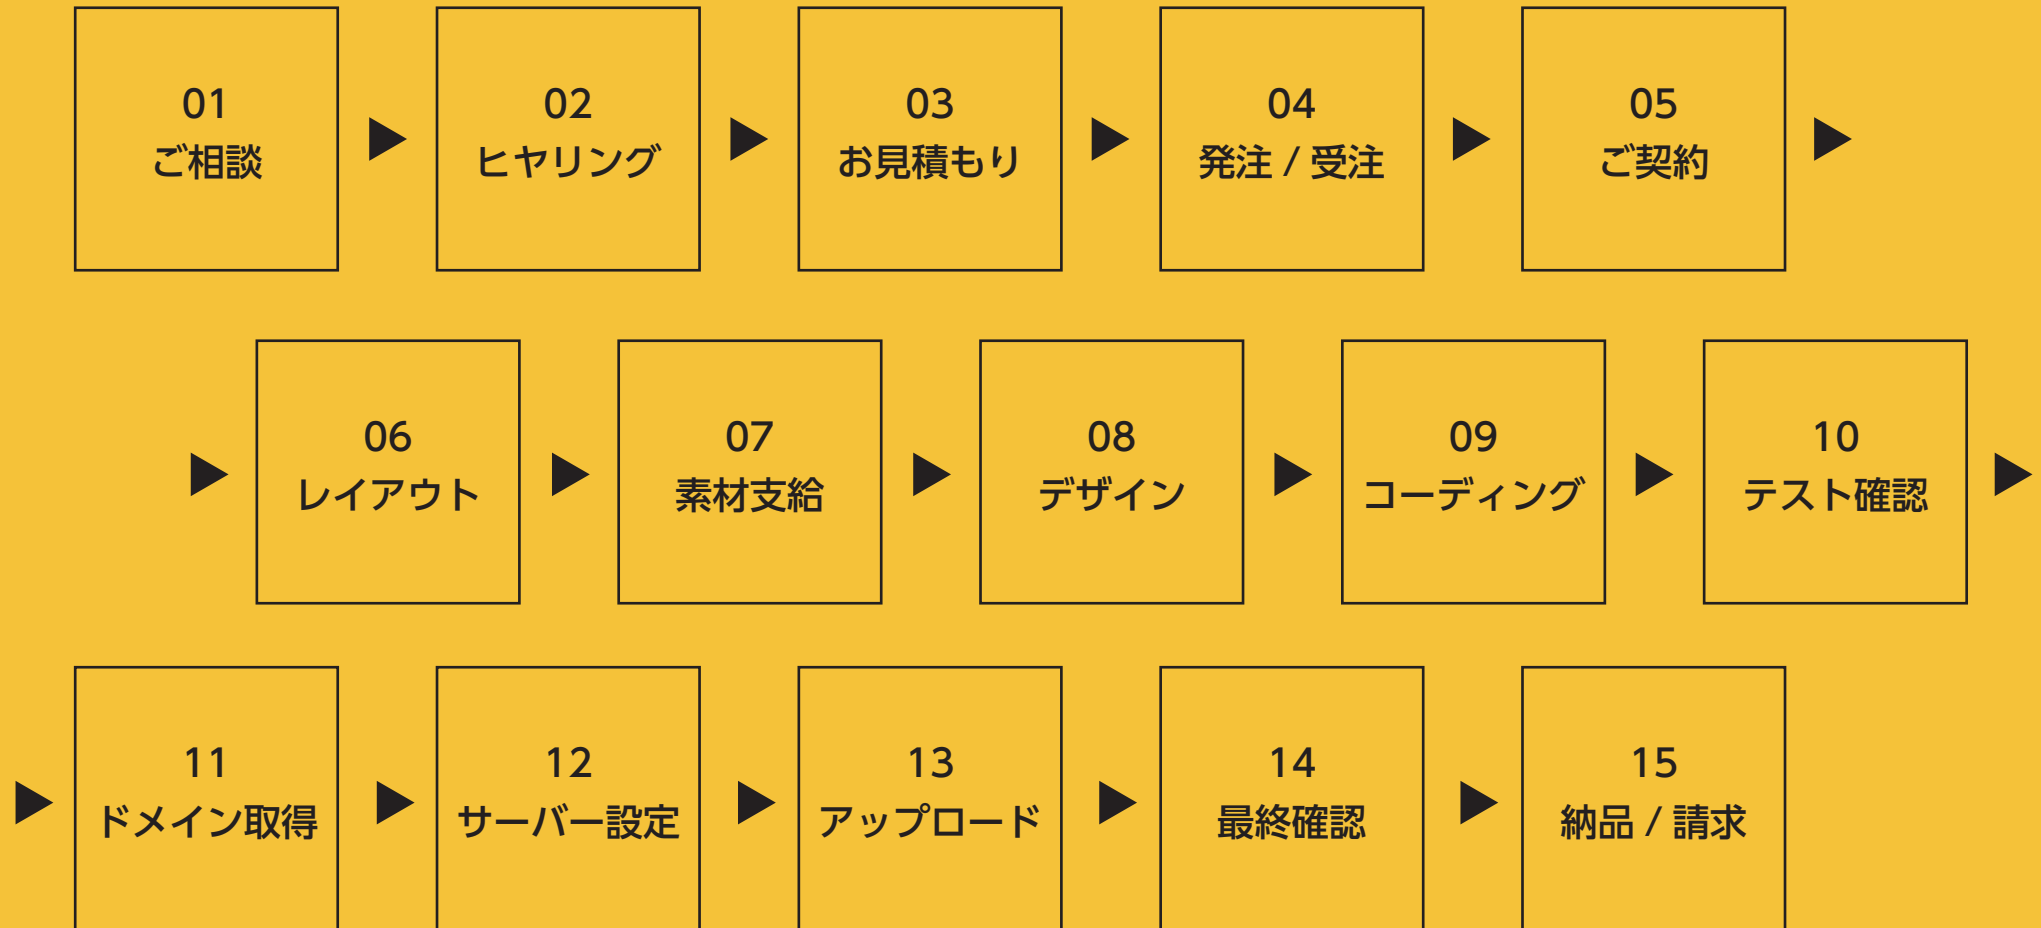 01
ご相談
02
ヒヤリング
03
お見積もり
04
発注 / 受注
05
ご契約
06
レイアウト
07
素材支給
08
デザイン
09
コーディング
10
テスト確認
11
ドメイン取得
12
サーバー設定
13
アップロード
14
最終確認
15
納品 / 請求